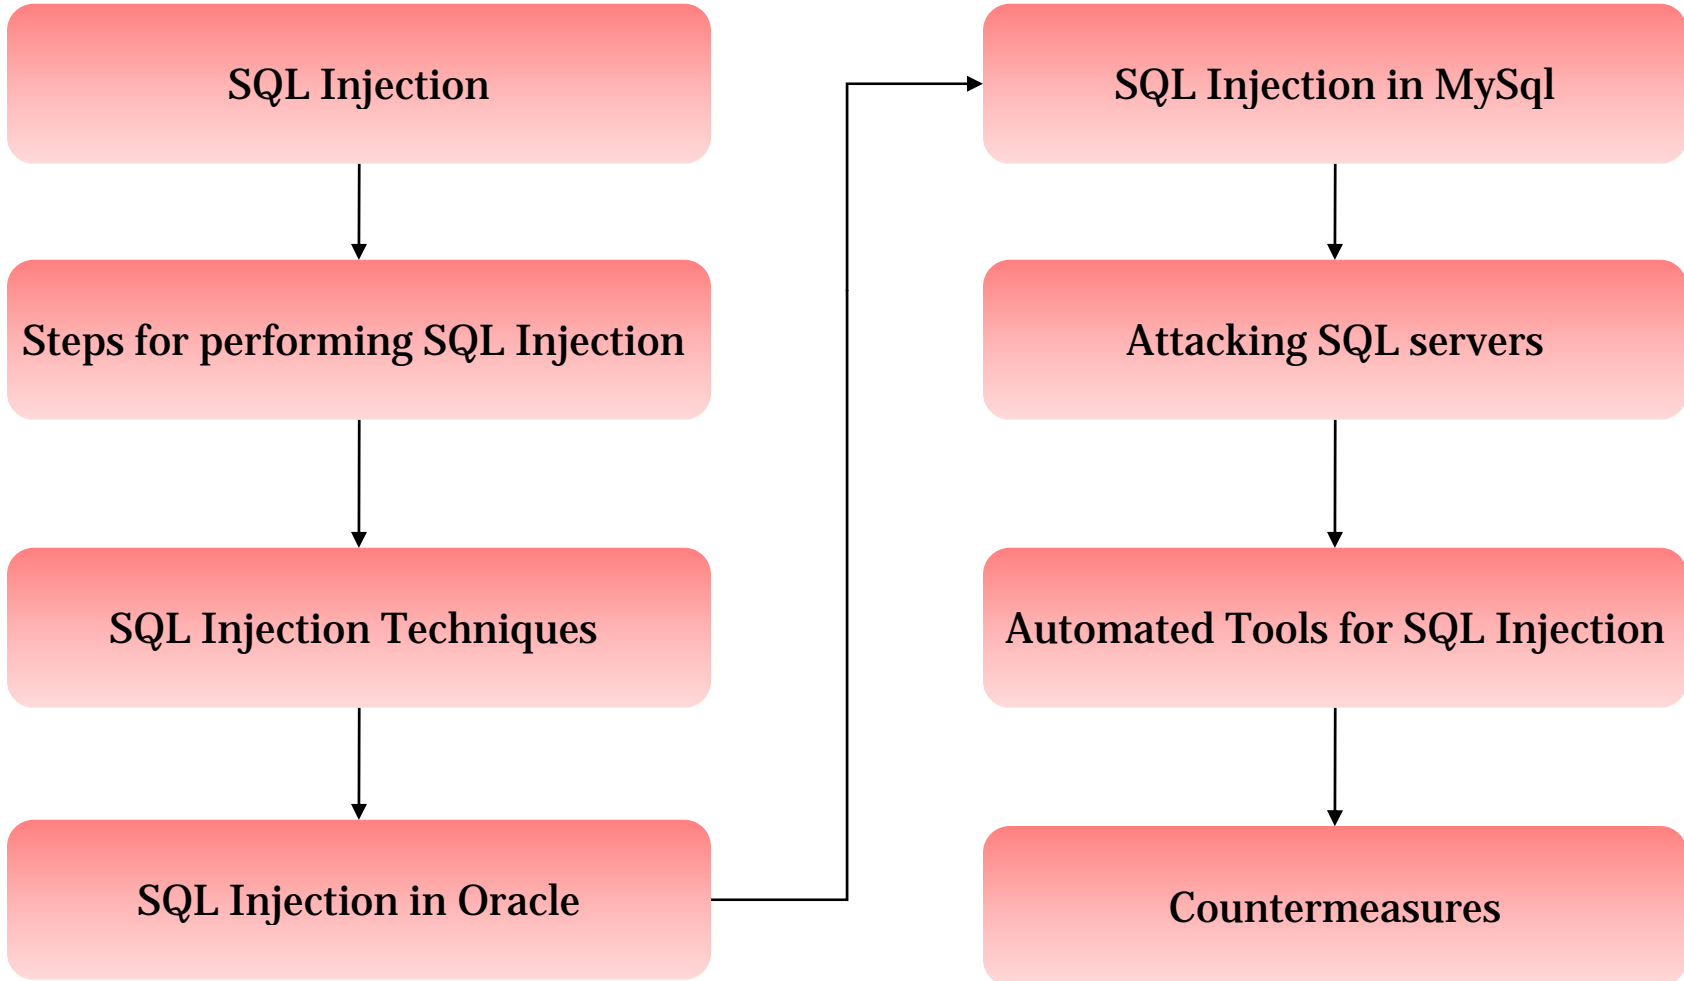 SQL Injection
Steps for performing SQL Injection
SQL Injection Techniques
SQL Injection in Oracle
SQL Injection in MySql
Attacking SQL servers
Automated Tools for SQL Injection
Countermeasures